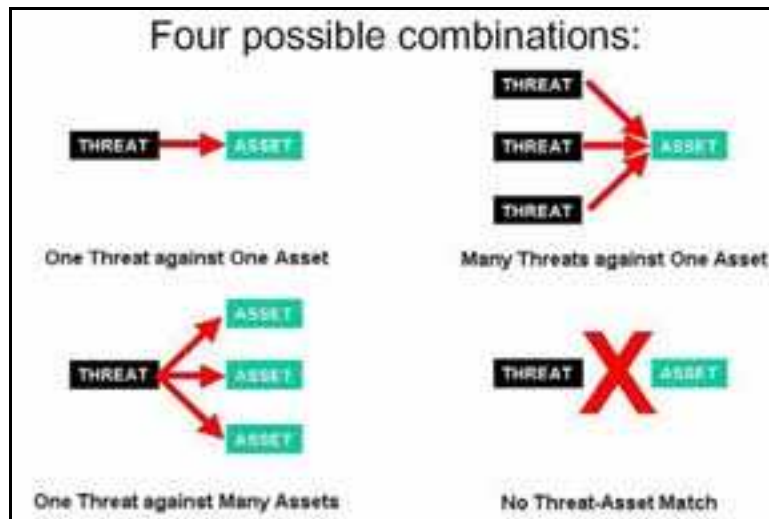 Four possible combinations:
THREAT
ASSET
One Threat against One Asset
THREAT
THREAT
THREAT
ASSET
Many Threats against One Asset
THREAT
ASSET
ASSET
ASSET
One Threat against Many Assets
THREAT
X
ASSET
No Threat-Asset Match